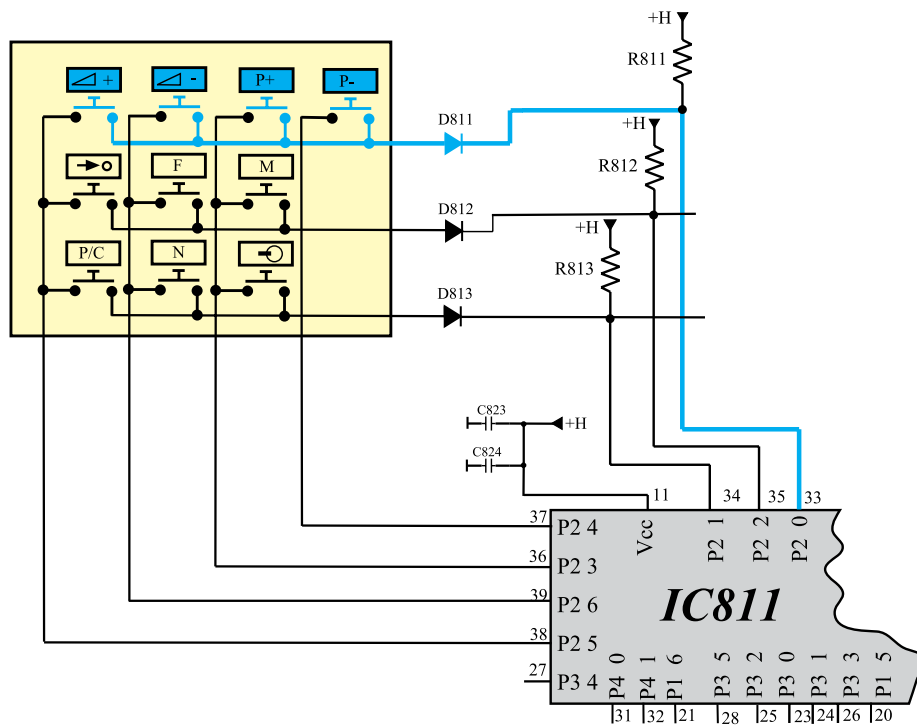 +H
R811
+ - P+ P-
D811
+H
R812
F M
D812
+H
R813
P/C N
D813
C823
+H
C824
11 34 35 33
37 P2 4 Vcc P2 1 P2 2 P2 0
36 P2 3
39 P2 6
IC811
38 P2 5
27 P3 4 P4 0 P4 1 P1 6 P3 5 P3 2 P3 0 P3 1 P3 3 P1 5
31 32 21 28 25 23 24 26 20